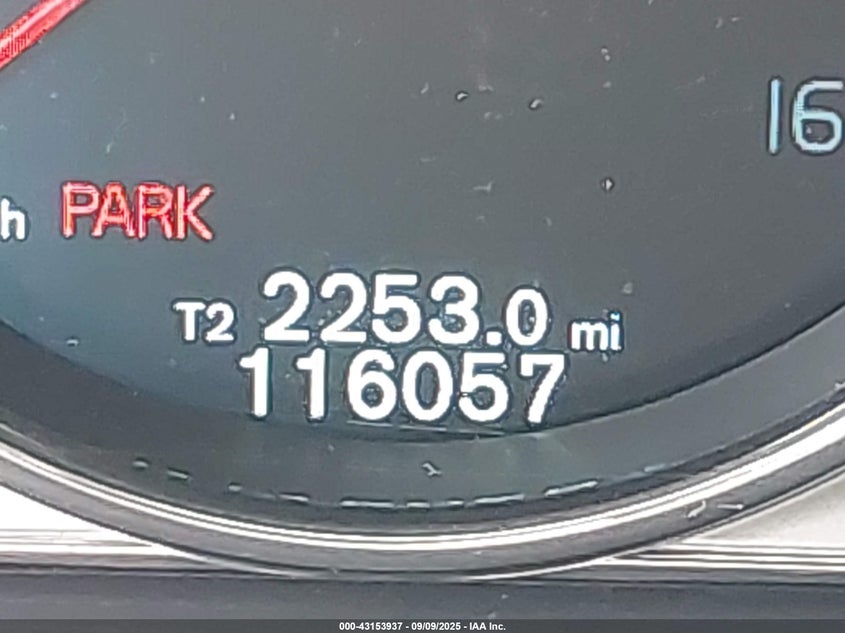 16
h PARK
T2 2253.0 mi
116057
000-43153937 - 09/09/2025 - IAA Inc.